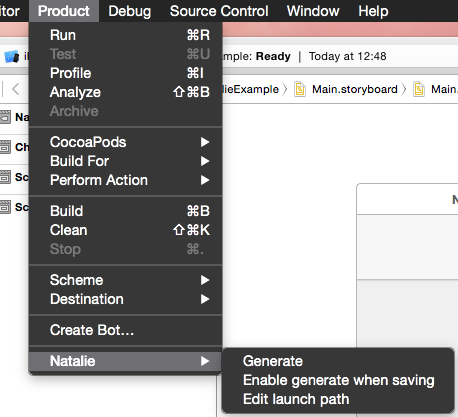 tor Product Debug Source Control Window Help
Run ⌘R
Test ⌘U
Profile ⌘I
Analyze ⇧⌘B
Archive
CocoaPods
Build For
Perform Action
Build ⌘B
Clean ⇧⌘K
Stop ⌘.
Scheme
Destination
Create Bot...
Natalie
Generate
Enable generate when saving
Edit launch path
mple: Ready | Today at 12:48
lieExample Main.storyboard Main.
Na
Ch
Sc
Sc
N